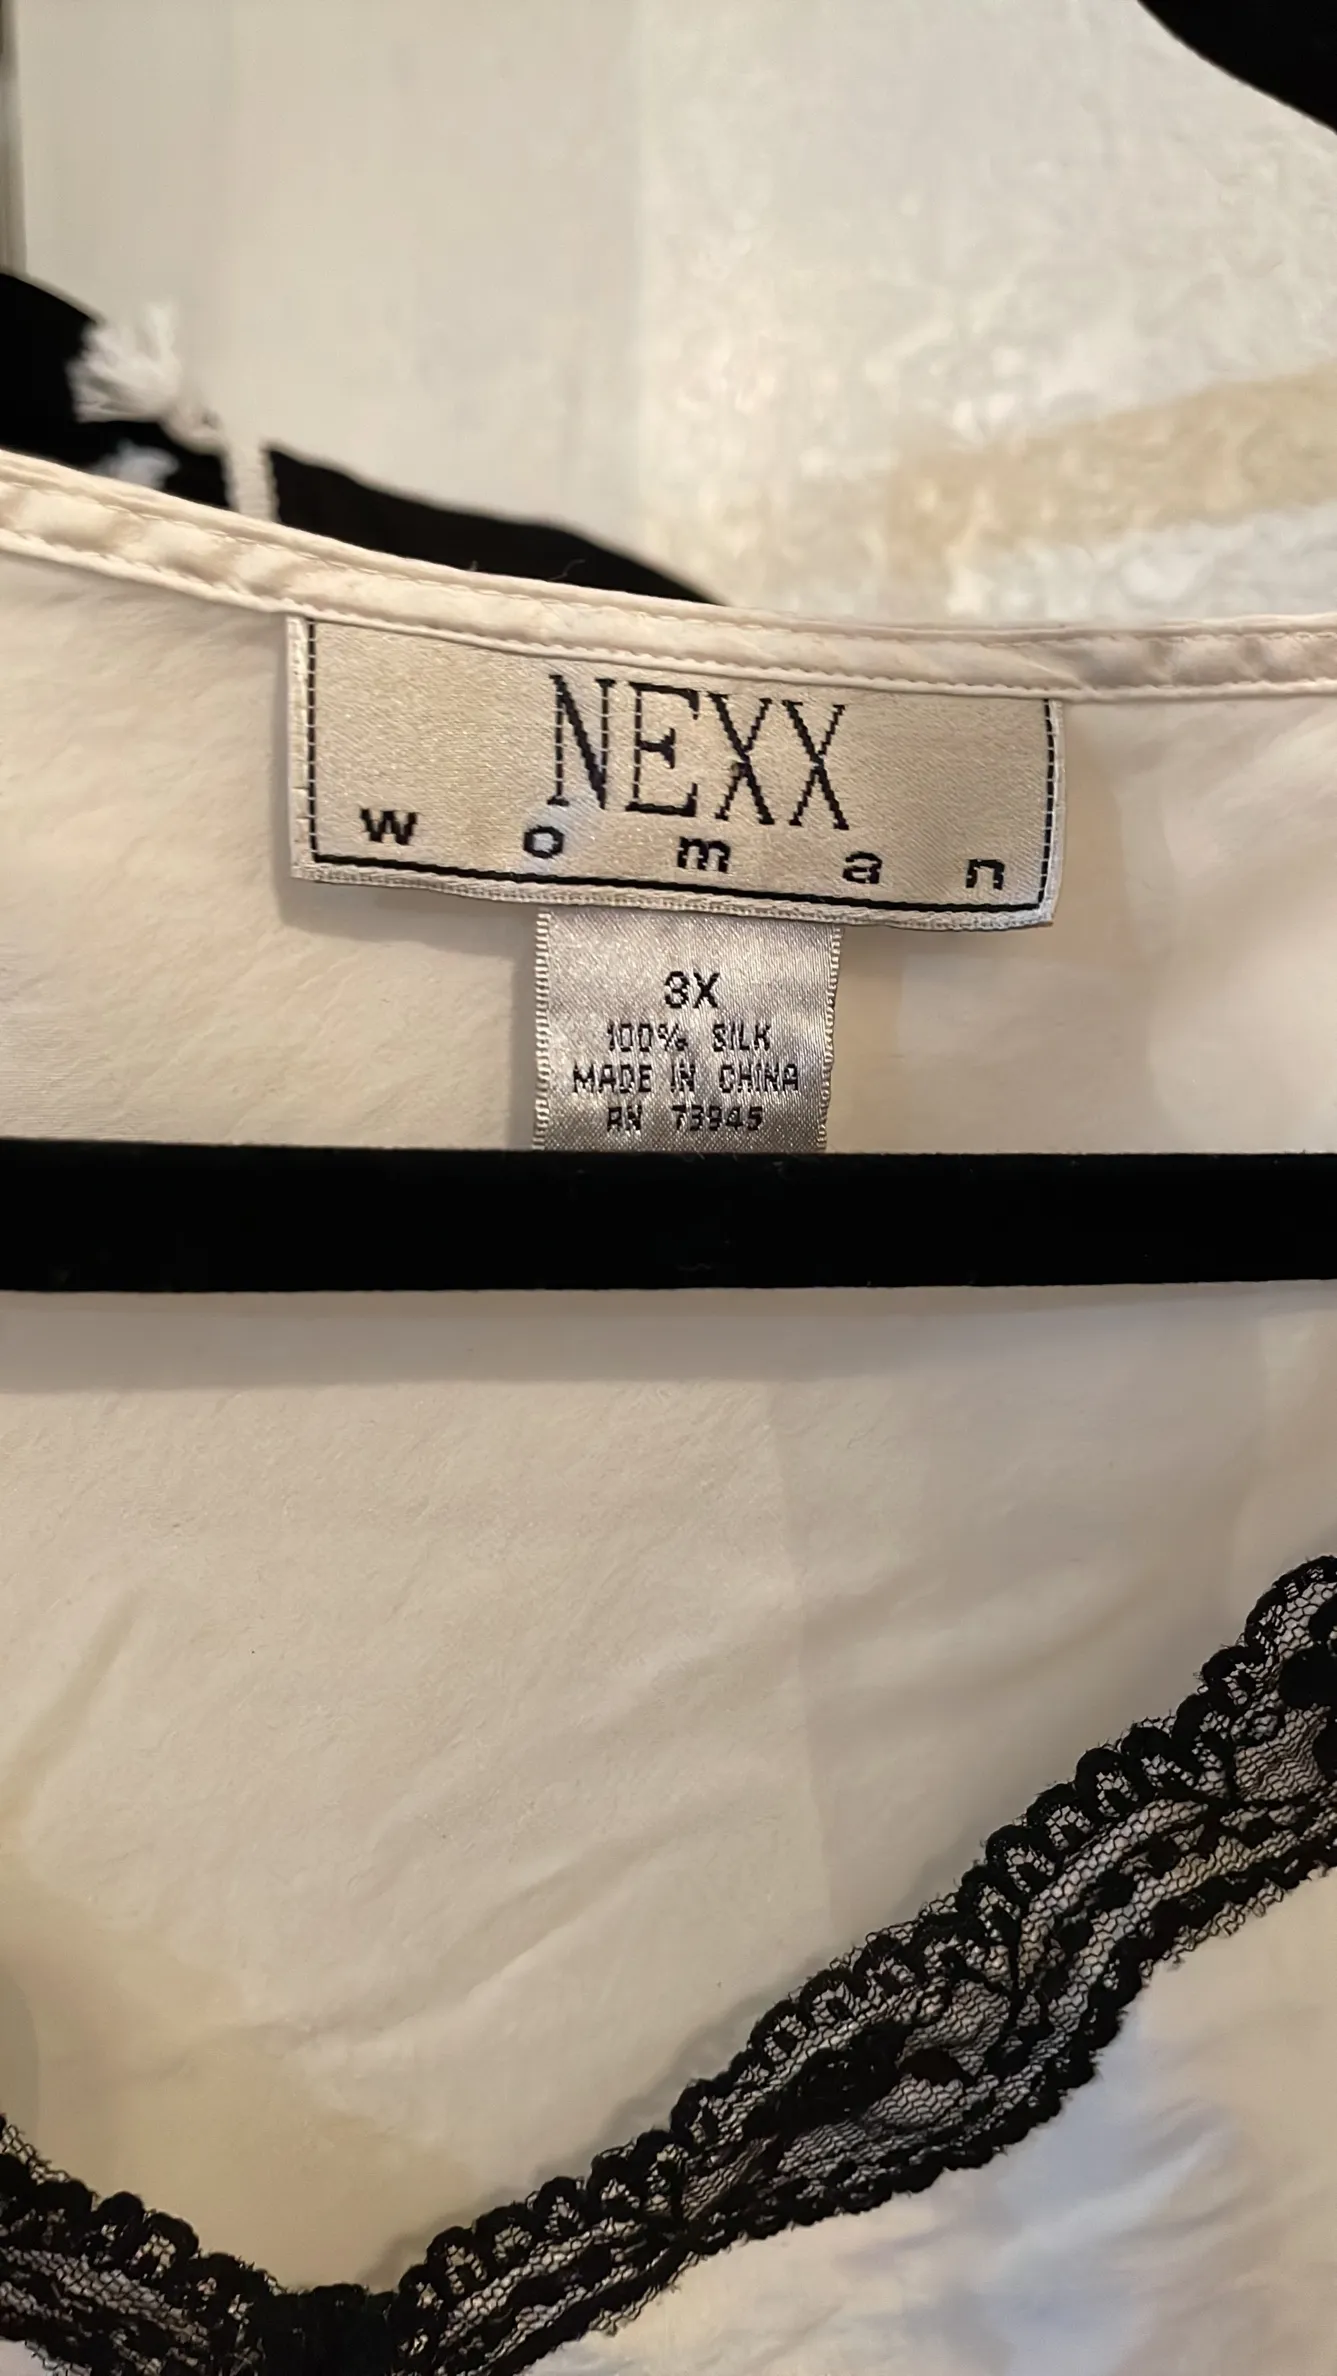 NEXX
woman
3X
100% SILK
MADE IN CHINA
RN 73945